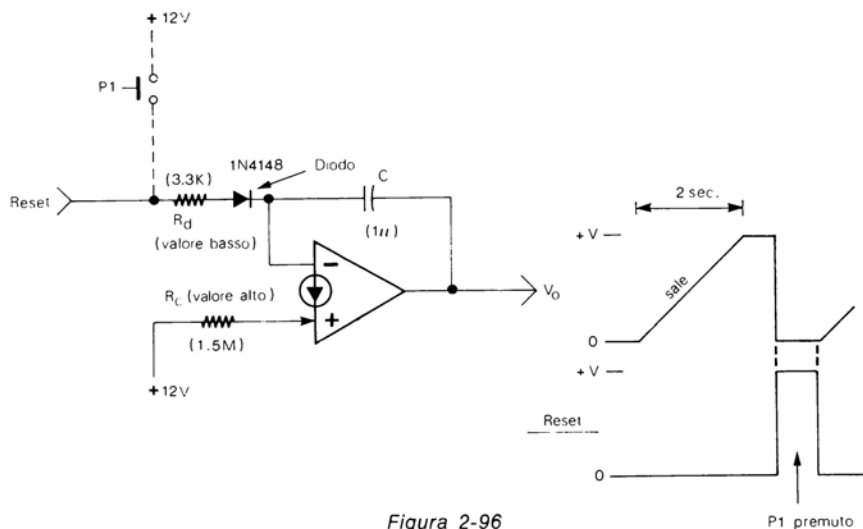 + 12V
P1
1N4148
Diodo
(3.3K)
C
Reset
R_d
(valore basso)
(1µ)
R_C (valore alto)
(1.5M)
+12V
−
+
V_O
2 sec.
+ V
sale
0
+ V
Reset
0
P1 premuto
Figura 2-96